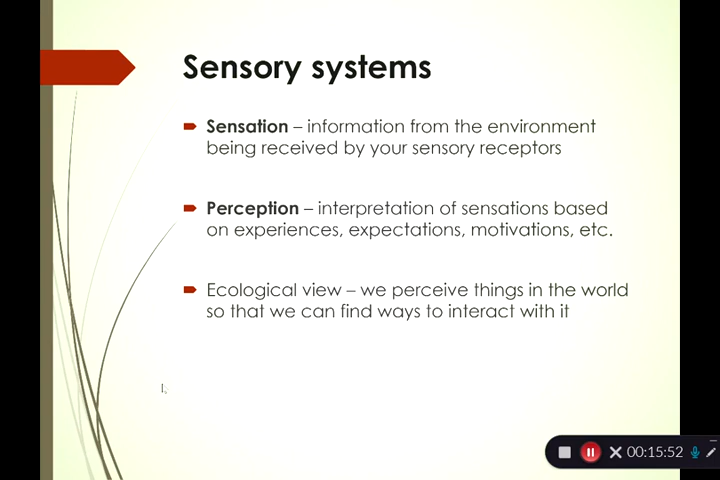 Sensory systems
Sensation – information from the environment
being received by your sensory receptors
Perception – interpretation of sensations based
on experiences, expectations, motivations, etc.
Ecological view – we perceive things in the world
so that we can find ways to interact with it
00:15:52